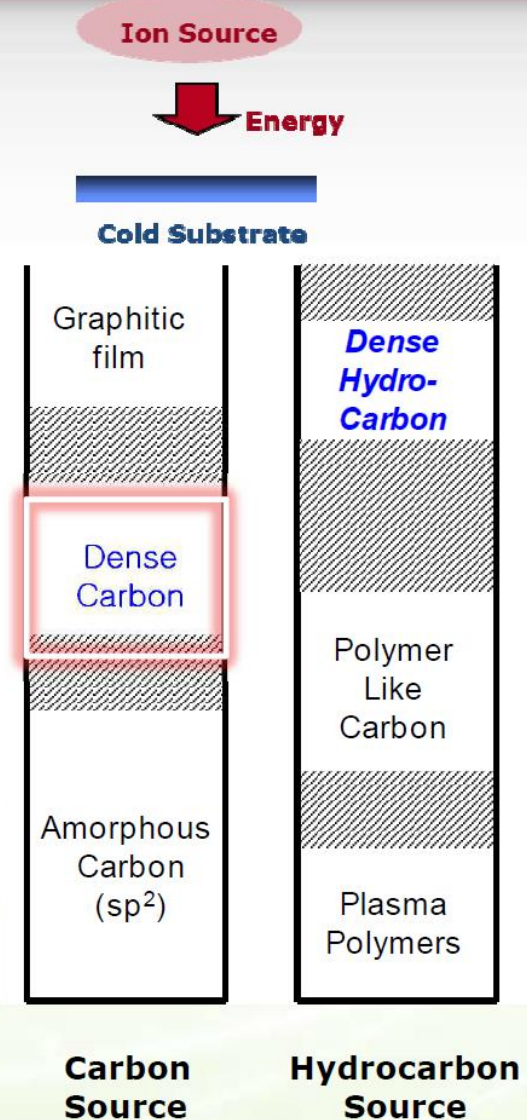 Ion Source
Energy
Cold Substrate
Graphitic
film
Dense
Carbon
Amorphous
Carbon
(sp²)
Dense
Hydro-
Carbon
Polymer
Like
Carbon
Plasma
Polymers
Carbon
Source
Hydrocarbon
Source